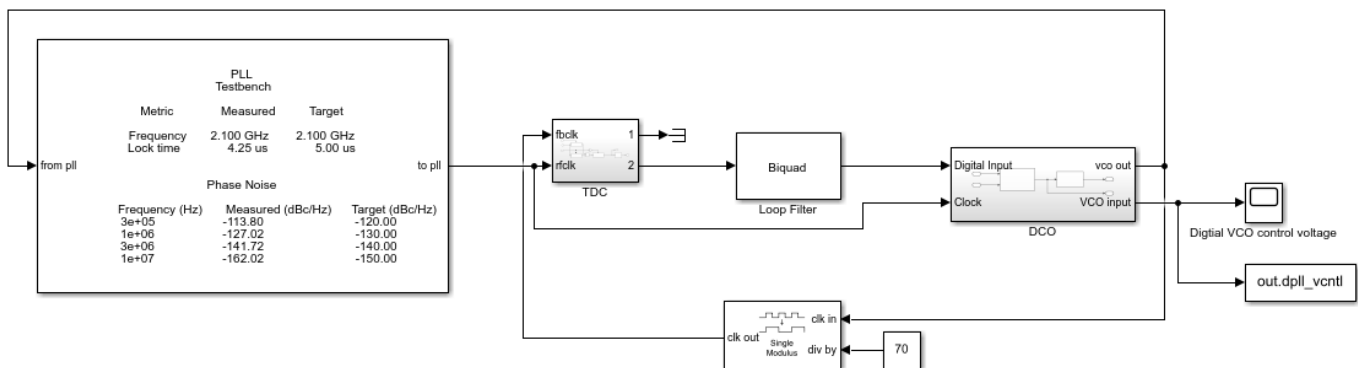 PLL
Testbench
Metric Measured Target
Frequency 2.100 GHz 2.100 GHz
Lock time 4.25 us 5.00 us
from pll
to pll
Phase Noise
Frequency (Hz) Measured (dBc/Hz) Target (dBc/Hz)
3e+05 -113.80 -120.00
1e+06 -127.02 -130.00
3e+06 -141.72 -140.00
1e+07 -162.02 -150.00
fbclk 1
rfclk 2
TDC
Biquad
Loop Filter
Digital Input vco out
Clock VCO input
DCO
Digtial VCO control voltage
out.dpll_vcntl
clk in
clk out
Single
Modulus
div by
70